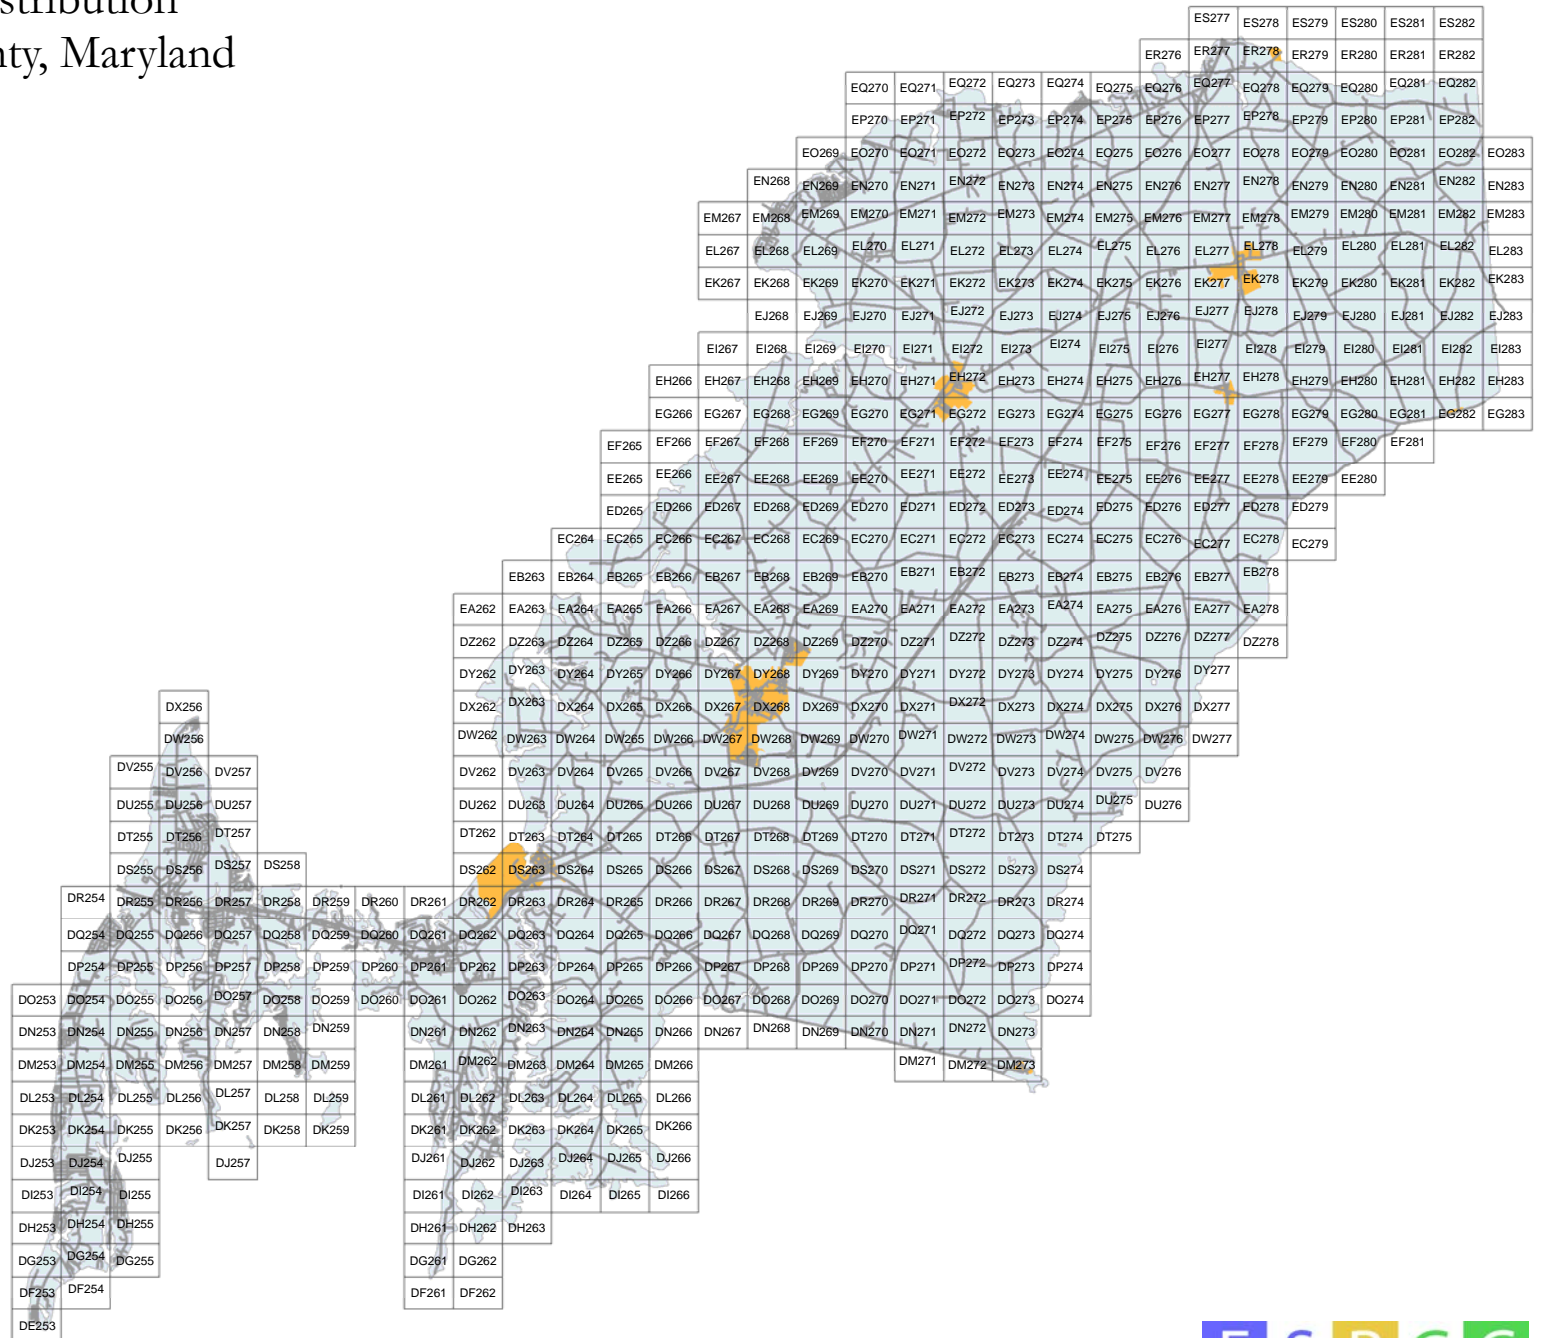 stribution
nty, Maryland
ES277 ES278 ES279 ES280 ES281 ES282
ER276 ER277 ER278 ER279 ER280 ER281 ER282
EQ270 EQ271 EQ272 EQ273 EQ274 EQ275 EQ276 EQ277 EQ278 EQ279 EQ280 EQ281 EQ282
EP270 EP271 EP272 EP273 EP274 EP275 EP276 EP277 EP278 EP279 EP280 EP281 EP282
EO269 EO270 EO271 EO272 EO273 EO274 EO275 EO276 EO277 EO278 EO279 EO280 EO281 EO282 EO283
EN268 EN269 EN270 EN271 EN272 EN273 EN274 EN275 EN276 EN277 EN278 EN279 EN280 EN281 EN282 EN283
EM267 EM268 EM269 EM270 EM271 EM272 EM273 EM274 EM275 EM276 EM277 EM278 EM279 EM280 EM281 EM282 EM283
EL267 EL268 EL269 EL270 EL271 EL272 EL273 EL274 EL275 EL276 EL277 EL278 EL279 EL280 EL281 EL282 EL283
EK267 EK268 EK269 EK270 EK271 EK272 EK273 EK274 EK275 EK276 EK277 EK278 EK279 EK280 EK281 EK282 EK283
EJ268 EJ269 EJ270 EJ271 EJ272 EJ273 EJ274 EJ275 EJ276 EJ277 EJ278 EJ279 EJ280 EJ281 EJ282 EJ283
EI267 EI268 EI269 EI270 EI271 EI272 EI273 EI274 EI275 EI276 EI277 EI278 EI279 EI280 EI281 EI282 EI283
EH266 EH267 EH268 EH269 EH270 EH271 EH272 EH273 EH274 EH275 EH276 EH277 EH278 EH279 EH280 EH281 EH282 EH283
EG266 EG267 EG268 EG269 EG270 EG271 EG272 EG273 EG274 EG275 EG276 EG277 EG278 EG279 EG280 EG281 EG282 EG283
EF265 EF266 EF267 EF268 EF269 EF270 EF271 EF272 EF273 EF274 EF275 EF276 EF277 EF278 EF279 EF280 EF281
EE265 EE266 EE267 EE268 EE269 EE270 EE271 EE272 EE273 EE274 EE275 EE276 EE277 EE278 EE279 EE280
ED265 ED266 ED267 ED268 ED269 ED270 ED271 ED272 ED273 ED274 ED275 ED276 ED277 ED278 ED279
EC264 EC265 EC266 EC267 EC268 EC269 EC270 EC271 EC272 EC273 EC274 EC275 EC276 EC277 EC278 EC279
EB263 EB264 EB265 EB266 EB267 EB268 EB269 EB270 EB271 EB272 EB273 EB274 EB275 EB276 EB277 EB278
EA262 EA263 EA264 EA265 EA266 EA267 EA268 EA269 EA270 EA271 EA272 EA273 EA274 EA275 EA276 EA277 EA278
DZ262 DZ263 DZ264 DZ265 DZ266 DZ267 DZ268 DZ269 DZ270 DZ271 DZ272 DZ273 DZ274 DZ275 DZ276 DZ277 DZ278
DY262 DY263 DY264 DY265 DY266 DY267 DY268 DY269 DY270 DY271 DY272 DY273 DY274 DY275 DY276 DY277
DX256 DX262 DX263 DX264 DX265 DX266 DX267 DX268 DX269 DX270 DX271 DX272 DX273 DX274 DX275 DX276 DX277
DW256 DW262 DW263 DW264 DW265 DW266 DW267 DW268 DW269 DW270 DW271 DW272 DW273 DW274 DW275 DW276 DW277
DV255 DV256 DV257 DV262 DV263 DV264 DV265 DV266 DV267 DV268 DV269 DV270 DV271 DV272 DV273 DV274 DV275 DV276
DU255 DU256 DU257 DU262 DU263 DU264 DU265 DU266 DU267 DU268 DU269 DU270 DU271 DU272 DU273 DU274 DU275 DU276
DT255 DT256 DT257 DT262 DT263 DT264 DT265 DT266 DT267 DT268 DT269 DT270 DT271 DT272 DT273 DT274 DT275
DS255 DS256 DS257 DS258 DS262 DS263 DS264 DS265 DS266 DS267 DS268 DS269 DS270 DS271 DS272 DS273 DS274
DR254 DR255 DR256 DR257 DR258 DR259 DR260 DR261 DR262 DR263 DR264 DR265 DR266 DR267 DR268 DR269 DR270 DR271 DR272 DR273 DR274
DQ254 DQ255 DQ256 DQ257 DQ258 DQ259 DQ260 DQ261 DQ262 DQ263 DQ264 DQ265 DQ266 DQ267 DQ268 DQ269 DQ270 DQ271 DQ272 DQ273 DQ274
DP254 DP255 DP256 DP257 DP258 DP259 DP260 DP261 DP262 DP263 DP264 DP265 DP266 DP267 DP268 DP269 DP270 DP271 DP272 DP273 DP274
DO253 DO254 DO255 DO256 DO257 DO258 DO259 DO260 DO261 DO262 DO263 DO264 DO265 DO266 DO267 DO268 DO269 DO270 DO271 DO272 DO273 DO274
DN253 DN254 DN255 DN256 DN257 DN258 DN259 DN261 DN262 DN263 DN264 DN265 DN266 DN267 DN268 DN269 DN270 DN271 DN272 DN273
DM253 DM254 DM255 DM256 DM257 DM258 DM259 DM261 DM262 DM263 DM264 DM265 DM266 DM271 DM272 DM273
DL253 DL254 DL255 DL256 DL257 DL258 DL259 DL261 DL262 DL263 DL264 DL265 DL266
DK253 DK254 DK255 DK256 DK257 DK258 DK259 DK261 DK262 DK263 DK264 DK265 DK266
DJ253 DJ254 DJ255 DJ257 DJ261 DJ262 DJ263 DJ264 DJ265 DJ266
DI253 DI254 DI255 DI261 DI262 DI263 DI264 DI265 DI266
DH253 DH254 DH255 DH261 DH262 DH263
DG253 DG254 DG255 DG261 DG262
DF253 DF254 DF261 DF262
DE253